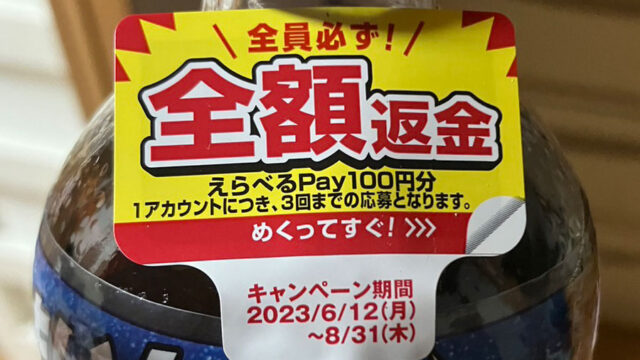 全員必ず！
全額返金
えらべるPay100円分
1アカウントにつき、3回までの応募となります。
めくってすぐ！>>>
キャンペーン期間
2023/6/12(月)
~8/31(木)